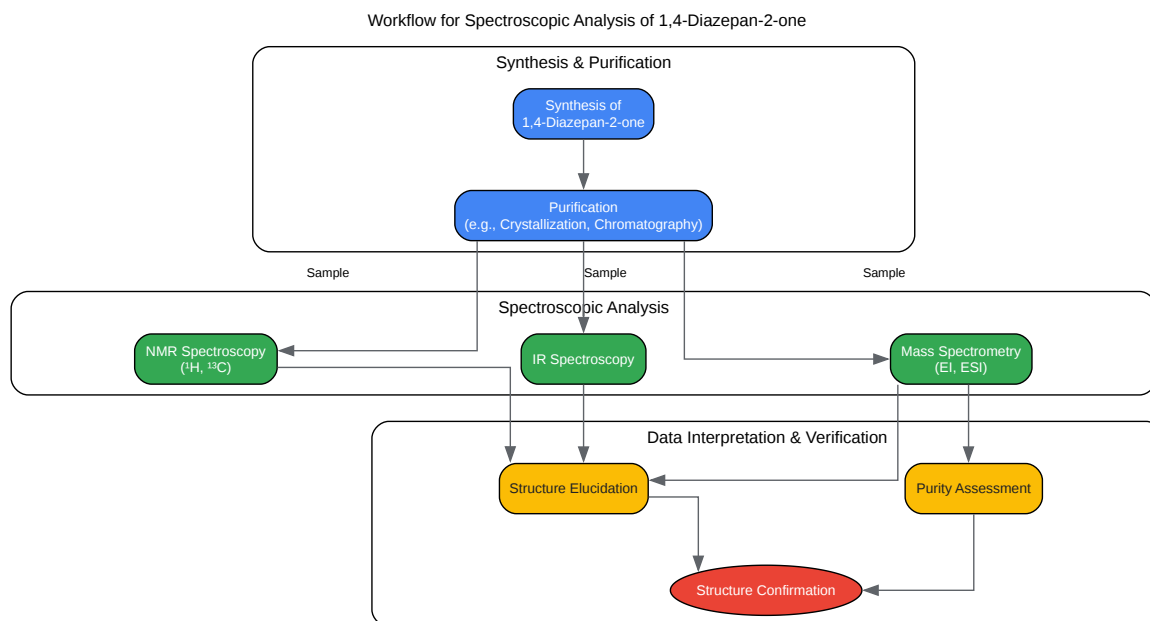 Workflow for Spectroscopic Analysis of 1,4-Diazepan-2-one
Synthesis & Purification
Synthesis of
1,4-Diazepan-2-one
Purification
(e.g., Crystallization, Chromatography)
Sample
Sample
Sample
Spectroscopic Analysis
NMR Spectroscopy
(¹H, ¹³C)
IR Spectroscopy
Mass Spectrometry
(EI, ESI)
Data Interpretation & Verification
Structure Elucidation
Purity Assessment
Structure Confirmation